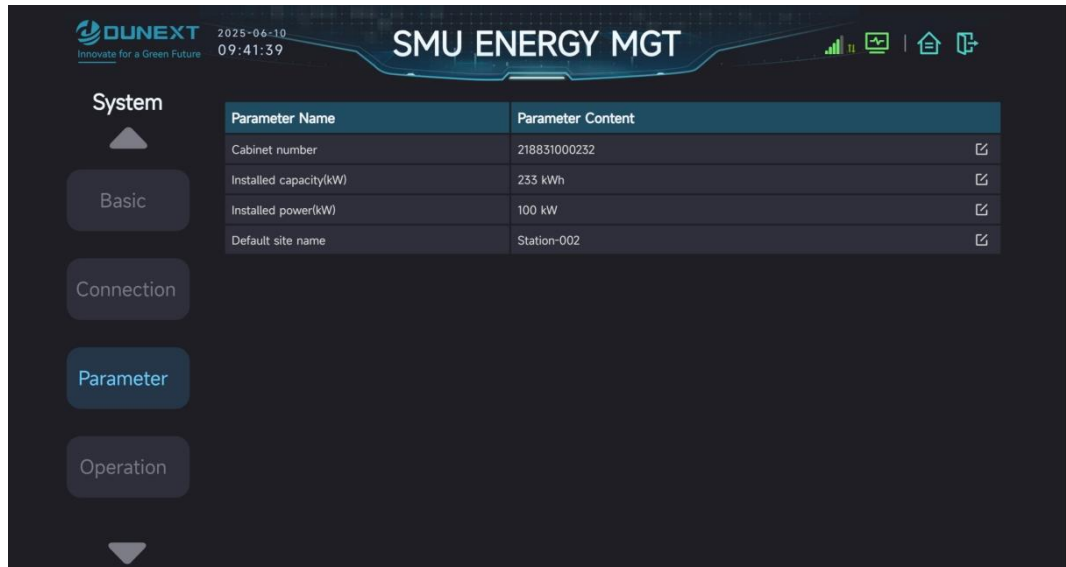 DUNEXT
Innovate for a Green Future
2025-06-10
09:41:39
SMU ENERGY MGT
System
Basic
Connection
Parameter
Operation
Parameter Name Parameter Content
Cabinet number 218831000232
Installed capacity(kW) 233 kWh
Installed power(kW) 100 kW
Default site name Station-002